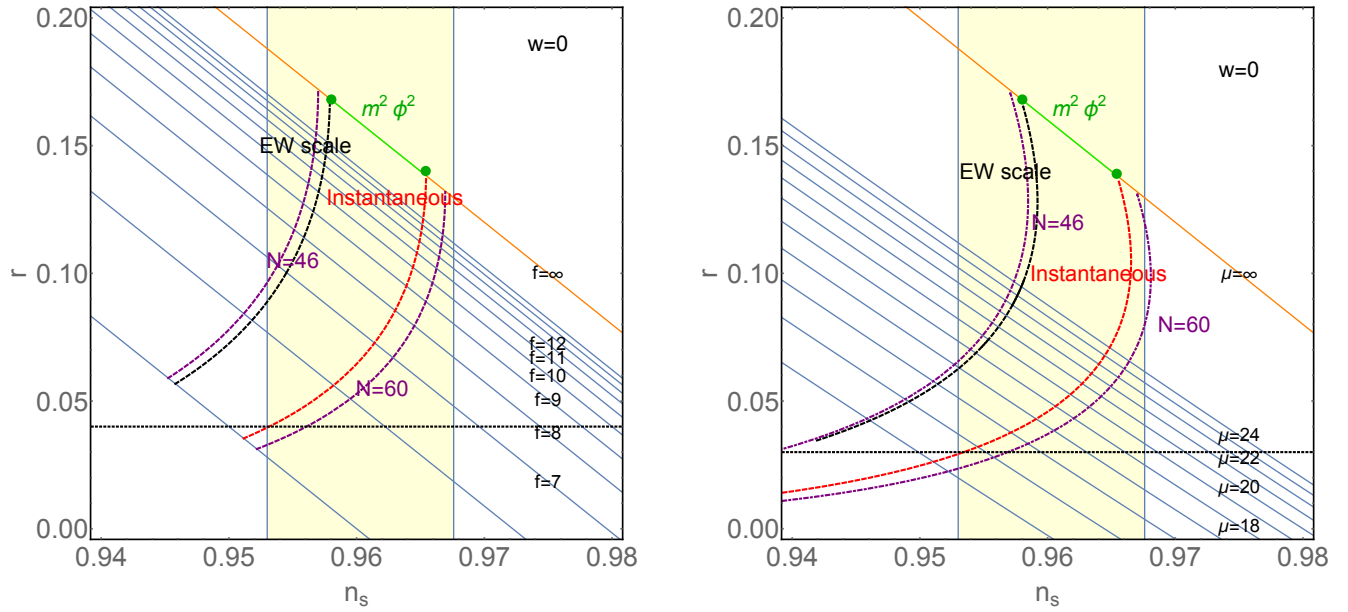 0.20
0.15
0.10
0.05
0.00
r
w=0
m² ϕ²
EW scale
Instantaneous
N=46
N=60
f=∞
f=12
f=11
f=10
f=9
f=8
f=7
0.94 0.95 0.96 0.97 0.98
nₛ
0.20
0.15
0.10
0.05
0.00
r
w=0
m² ϕ²
EW scale
N=46
Instantaneous
μ=∞
N=60
μ=24
μ=22
μ=20
μ=18
0.94 0.95 0.96 0.97 0.98
nₛ